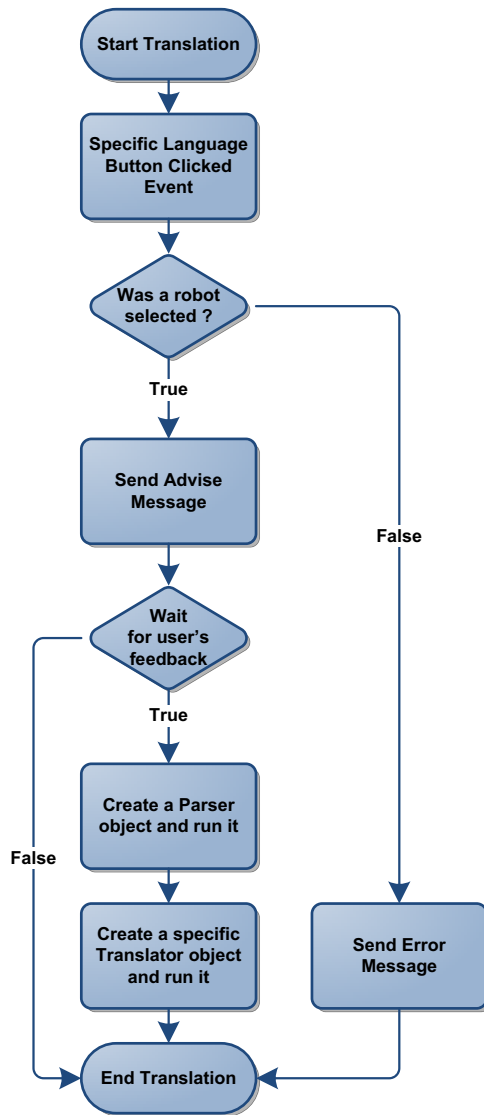 Start Translation
Specific Language
Button Clicked
Event
Was a robot
selected ?
True
Send Advise
Message
False
Wait
for user's
feedback
True
Create a Parser
object and run it
False
Create a specific
Translator object
and run it
Send Error
Message
End Translation